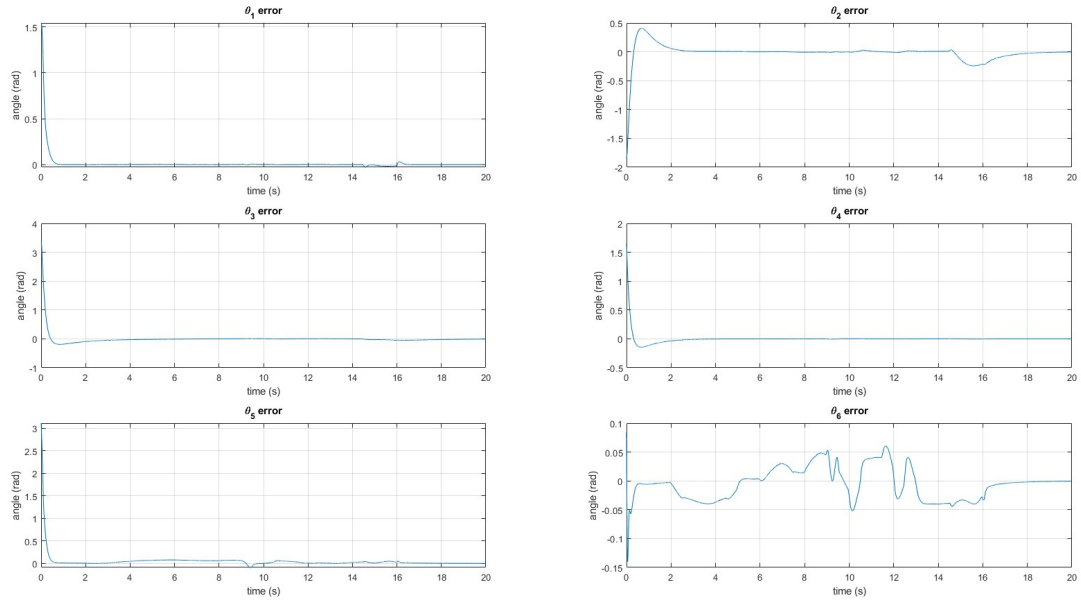 θ1 error
1.5
1
0.5
0
angle (rad)
0 2 4 6 8 10 12 14 16 18 20
time (s)
θ2 error
0.5
0
-0.5
-1
-1.5
-2
angle (rad)
0 2 4 6 8 10 12 14 16 18 20
time (s)
θ3 error
4
3
2
1
0
-1
angle (rad)
0 2 4 6 8 10 12 14 16 18 20
time (s)
θ4 error
2
1.5
1
0.5
0
-0.5
angle (rad)
0 2 4 6 8 10 12 14 16 18 20
time (s)
θ5 error
3
2.5
2
1.5
1
0.5
0
angle (rad)
0 2 4 6 8 10 12 14 16 18 20
time (s)
θ6 error
0.1
0.05
0
-0.05
-0.1
-0.15
angle (rad)
0 2 4 6 8 10 12 14 16 18 20
time (s)